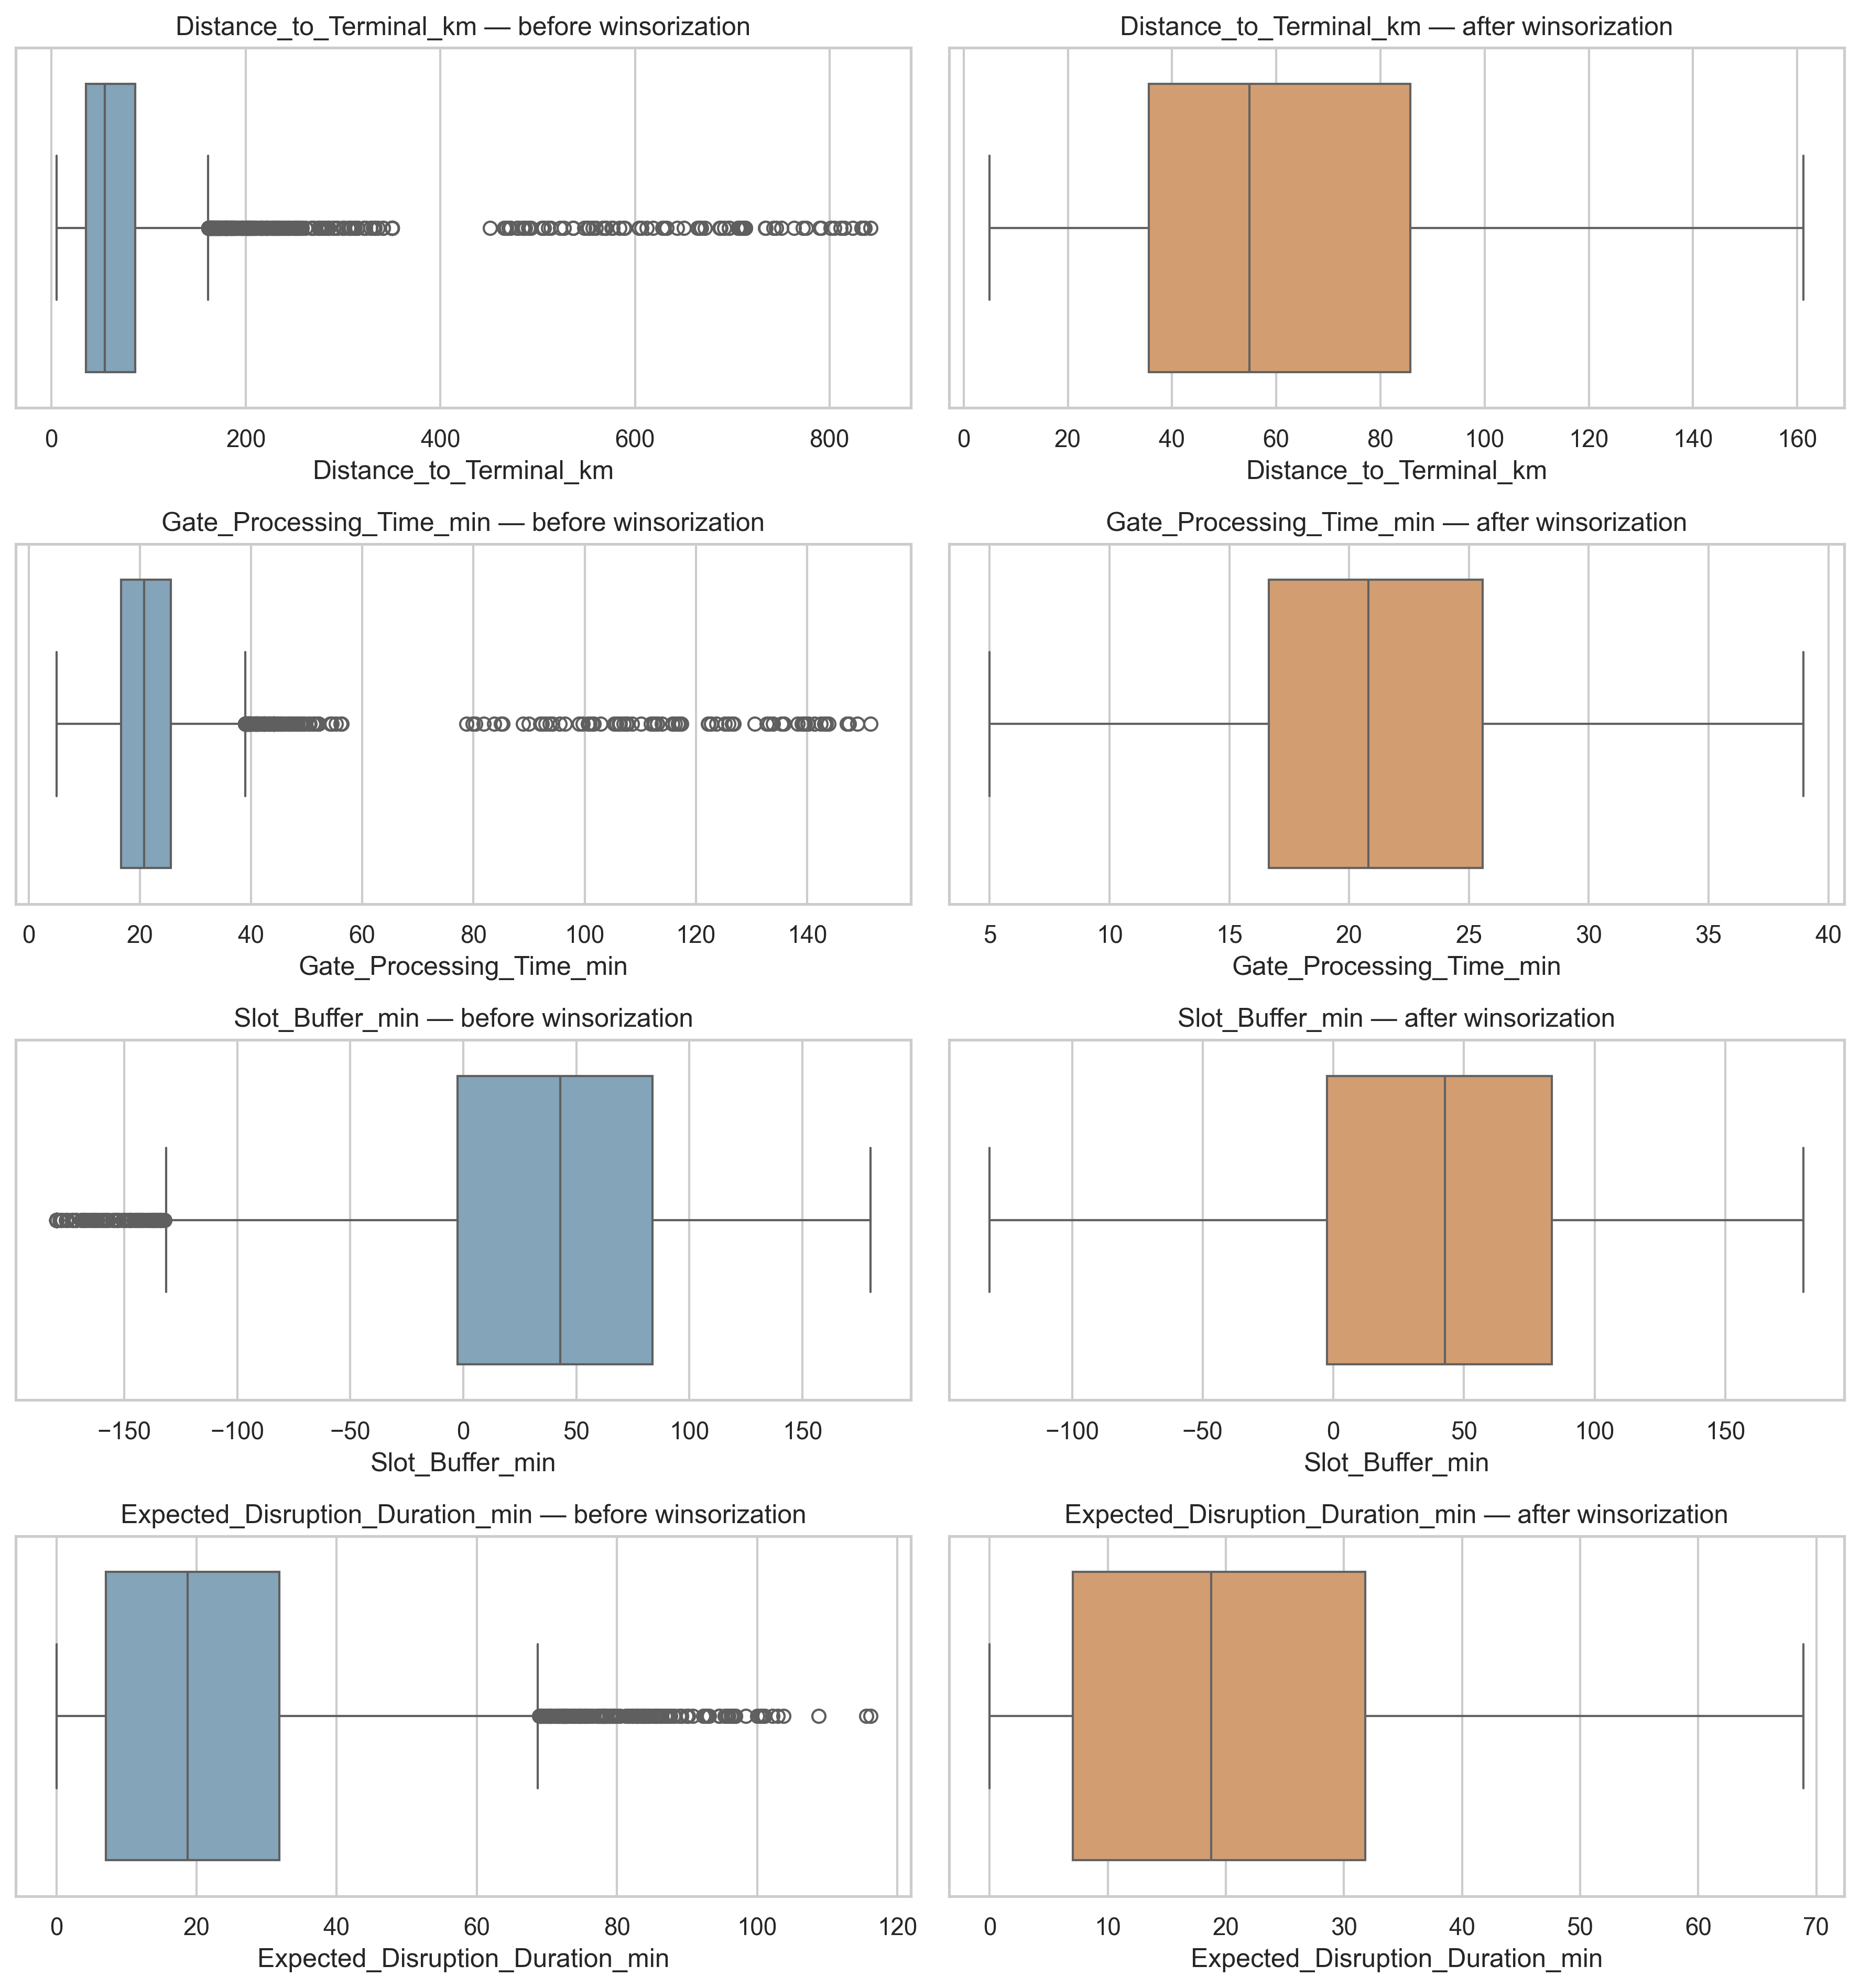 Distance_to_Terminal_km — before winsorization
0 200 400 600 800
Distance_to_Terminal_km
Distance_to_Terminal_km — after winsorization
0 20 40 60 80 100 120 140 160
Distance_to_Terminal_km
Gate_Processing_Time_min — before winsorization
0 20 40 60 80 100 120 140
Gate_Processing_Time_min
Gate_Processing_Time_min — after winsorization
5 10 15 20 25 30 35 40
Gate_Processing_Time_min
Slot_Buffer_min — before winsorization
−150 −100 −50 0 50 100 150
Slot_Buffer_min
Slot_Buffer_min — after winsorization
−100 −50 0 50 100 150
Slot_Buffer_min
Expected_Disruption_Duration_min — before winsorization
0 20 40 60 80 100 120
Expected_Disruption_Duration_min
Expected_Disruption_Duration_min — after winsorization
0 10 20 30 40 50 60 70
Expected_Disruption_Duration_min